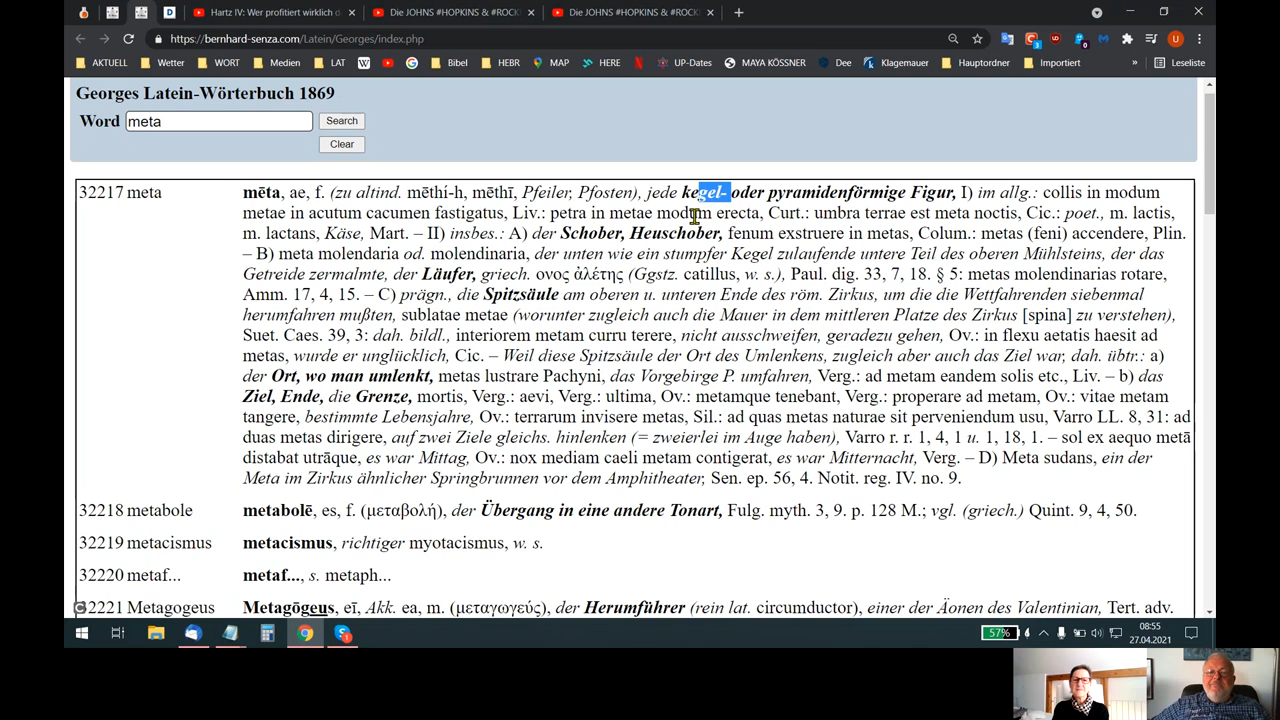 Hartz IV: Wer profitiert wirklich d
Die JOHNS #HOPKINS & #ROCK
Die JOHNS #HOPKINS & #ROCK
https://bernhard-senza.com/Latein/Georges/index.php
AKTUELL Wetter WORT Medien LAT Bibel HEBR MAP HERE UP-Dates MAYA KÖSSNER Dee Klagemauer Hauptordner Importiert » Leseliste
Georges Latein-Wörterbuch 1869
Word meta Search
Clear
32217 meta mēta, ae, f. (zu altind. mēthí-h, mēthī, Pfeiler, Pfosten), jede kegel- oder pyramidenförmige Figur, I) im allg.: collis in modum
metae in acutum cacumen fastigatus, Liv.: petra in metae modum erecta, Curt.: umbra terrae est meta noctis, Cic.: poet., m. lactis,
m. lactans, Käse, Mart. – II) insbes.: A) der Schober, Heuschober, fenum exstruere in metas, Colum.: metas (feni) accendere, Plin.
– B) meta molendaria od. molendinaria, der unten wie ein stumpfer Kegel zulaufende untere Teil des oberen Mühlsteins, der das
Getreide zermalmte, der Läufer, griech. ονος ἀλέτης (Ggstz. catillus, w. s.), Paul. dig. 33, 7, 18. § 5: metas molendinarias rotare,
Amm. 17, 4, 15. – C) prägn., die Spitzsäule am oberen u. unteren Ende des röm. Zirkus, um die die Wettfahrenden siebenmal
herumfahren mußten, sublatae metae (worunter zugleich auch die Mauer in dem mittleren Platze des Zirkus [spina] zu verstehen),
Suet. Caes. 39, 3: dah. bildl., interiorem metam curru terere, nicht ausschweifen, geradezu gehen, Ov.: in flexu aetatis haesit ad
metas, wurde er unglücklich, Cic. – Weil diese Spitzsäule der Ort des Umlenkens, zugleich aber auch das Ziel war, dah. übtr.: a)
der Ort, wo man umlenkt, metas lustrare Pachyni, das Vorgebirge P. umfahren, Verg.: ad metam eandem solis etc., Liv. – b) das
Ziel, Ende, die Grenze, mortis, Verg.: aevi, Verg.: ultima, Ov.: metamque tenebant, Verg.: properare ad metam, Ov.: vitae metam
tangere, bestimmte Lebensjahre, Ov.: terrarum invisere metas, Sil.: ad quas metas naturae sit perveniendum usu, Varro LL. 8, 31: ad
duas metas dirigere, auf zwei Ziele gleichs. hinlenken (= zweierlei im Auge haben), Varro r. r. 1, 4, 1 u. 1, 18, 1. – sol ex aequo metā
distabat utrāque, es war Mittag, Ov.: nox mediam caeli metam contigerat, es war Mitternacht, Verg. – D) Meta sudans, ein der
Meta im Zirkus ähnlicher Springbrunnen vor dem Amphitheater, Sen. ep. 56, 4. Notit. reg. IV. no. 9.
32218 metabole metabolē, es, f. (μεταβολή), der Übergang in eine andere Tonart, Fulg. myth. 3, 9. p. 128 M.; vgl. (griech.) Quint. 9, 4, 50.
32219 metacismus metacismus, richtiger myotacismus, w. s.
32220 metaf... metaf..., s. metaph...
32221 Metagogeus Metagōgeus, eī, Akk. ea, m. (μεταγωγεύς), der Herumführer (rein lat. circumductor), einer der Äonen des Valentinian, Tert. adv.
57% 08:55
27.04.2021